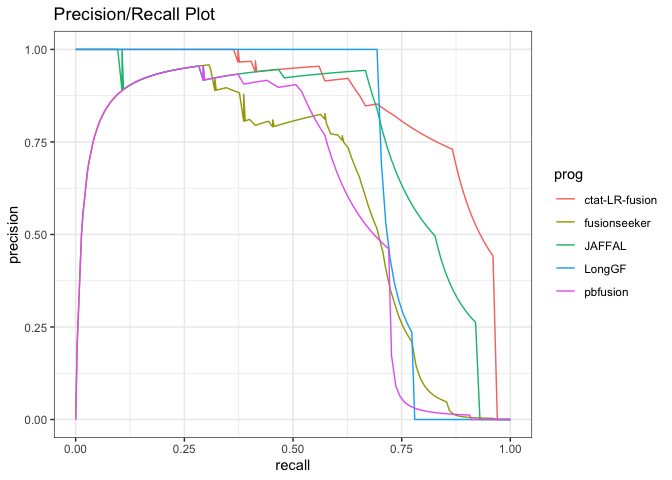 Precision/Recall Plot
1.00
0.75
0.50
0.25
0.00
precision
0.00
0.25
0.50
0.75
1.00
recall
prog
ctat-LR-fusion
fusionseeker
JAFFAL
LongGF
pbfusion